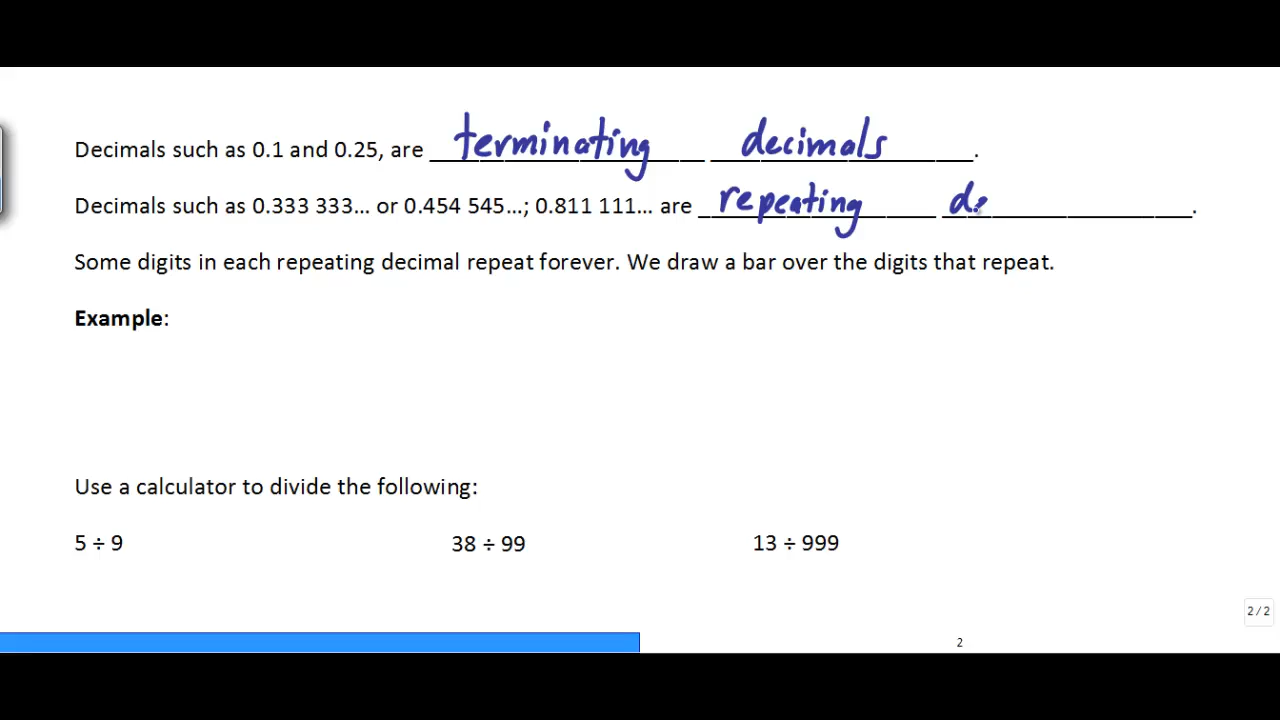 Decimals such as 0.1 and 0.25, are terminating decimals.
Decimals such as 0.333 333... or 0.454 545...; 0.811 111... are repeating .
Some digits in each repeating decimal repeat forever. We draw a bar over the digits that repeat.
Example:
Use a calculator to divide the following:
5 ÷ 9 38 ÷ 99 13 ÷ 999
2 / 2
2